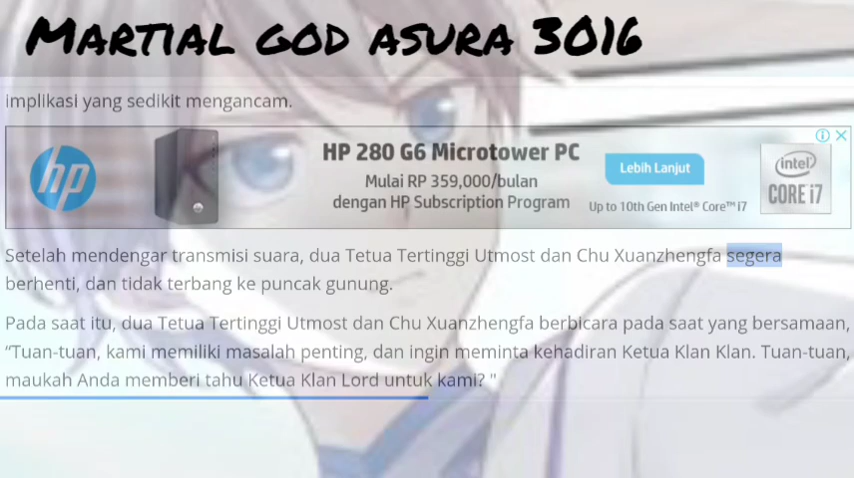 MARTIAL GOD ASURA 3016
implikasi yang sedikit mengancam.
hp
HP 280 G6 Microtower PC
Mulai RP 359,000/bulan
dengan HP Subscription Program
Lebih Lanjut
Up to 10th Gen Intel® Core™ i7
intel®
CORE i7
Setelah mendengar transmisi suara, dua Tetua Tertinggi Utmost dan Chu Xuanzhengfa segera
berhenti, dan tidak terbang ke puncak gunung.
Pada saat itu, dua Tetua Tertinggi Utmost dan Chu Xuanzhengfa berbicara pada saat yang bersamaan,
“Tuan-tuan, kami memiliki masalah penting, dan ingin meminta kehadiran Ketua Klan Klan. Tuan-tuan,
maukah Anda memberi tahu Ketua Klan Lord untuk kami? "